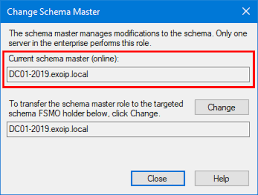 Change Schema Master
The schema master manages modifications to the schema. Only one
server in the enterprise performs this role.
Current schema master (online):
DC01-2019.exoip.local
To transfer the schema master role to the targeted
schema FSMO holder below, click Change.
Change
DC01-2019.exoip.local
Close
Help